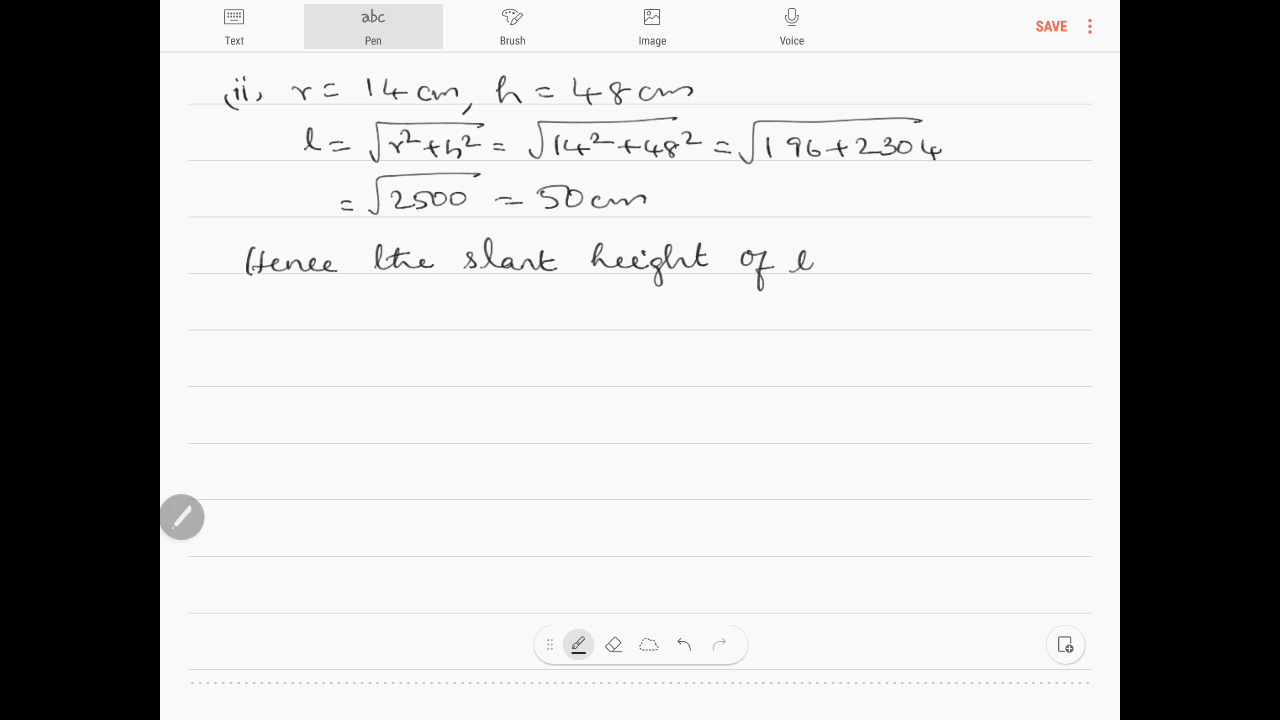 Text
abc
Pen
Brush
Image
Voice
SAVE
(ii, r = 14 cm, h = 48 cm
l = √r²+h² = √14²+48² = √196+2304
= √2500 = 50 cm
Hence the slant height of l